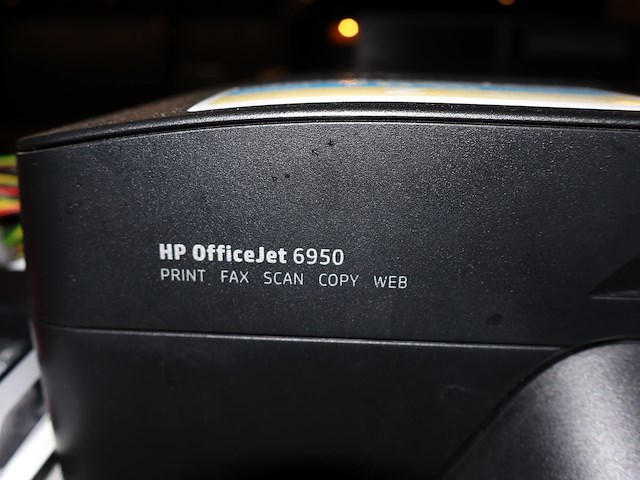 HP OfficeJet 6950
PRINT FAX SCAN COPY WEB